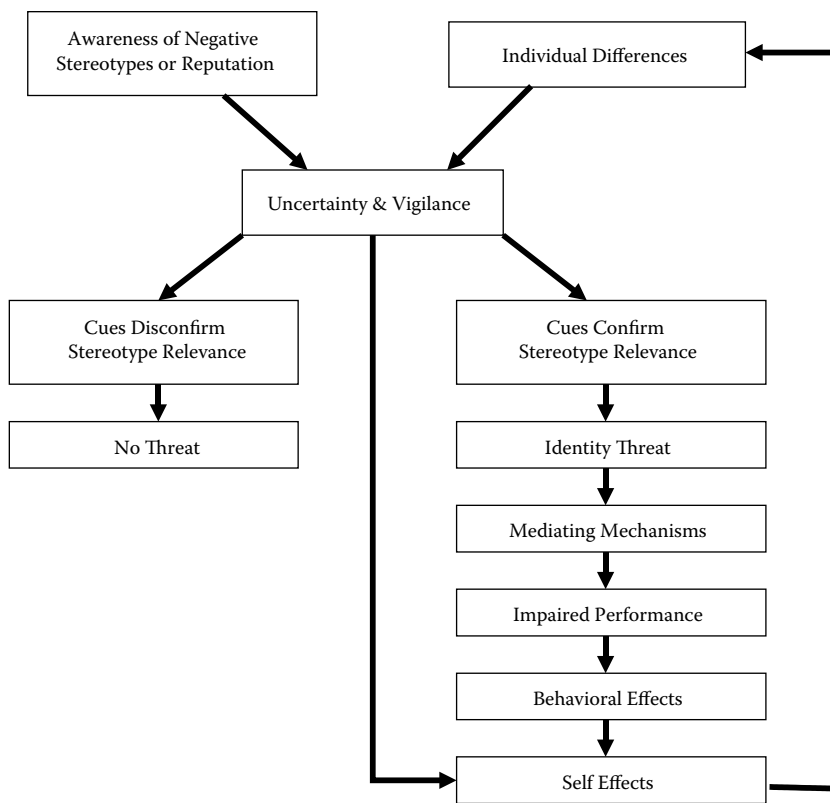 Awareness of Negative
Stereotypes or Reputation
Individual Differences
Uncertainty & Vigilance
Cues Disconfirm
Stereotype Relevance
Cues Confirm
Stereotype Relevance
No Threat
Identity Threat
Mediating Mechanisms
Impaired Performance
Behavioral Effects
Self Effects